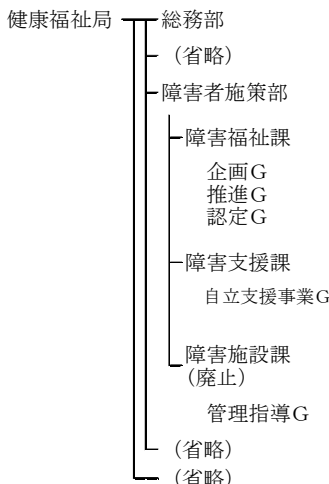 健康福祉局 総務部
（省略）
障害者施策部
障害福祉課
企画G
推進G
認定G
障害支援課
自立支援事業G
障害施設課
（廃止）
管理指導G
（省略）
（省略）